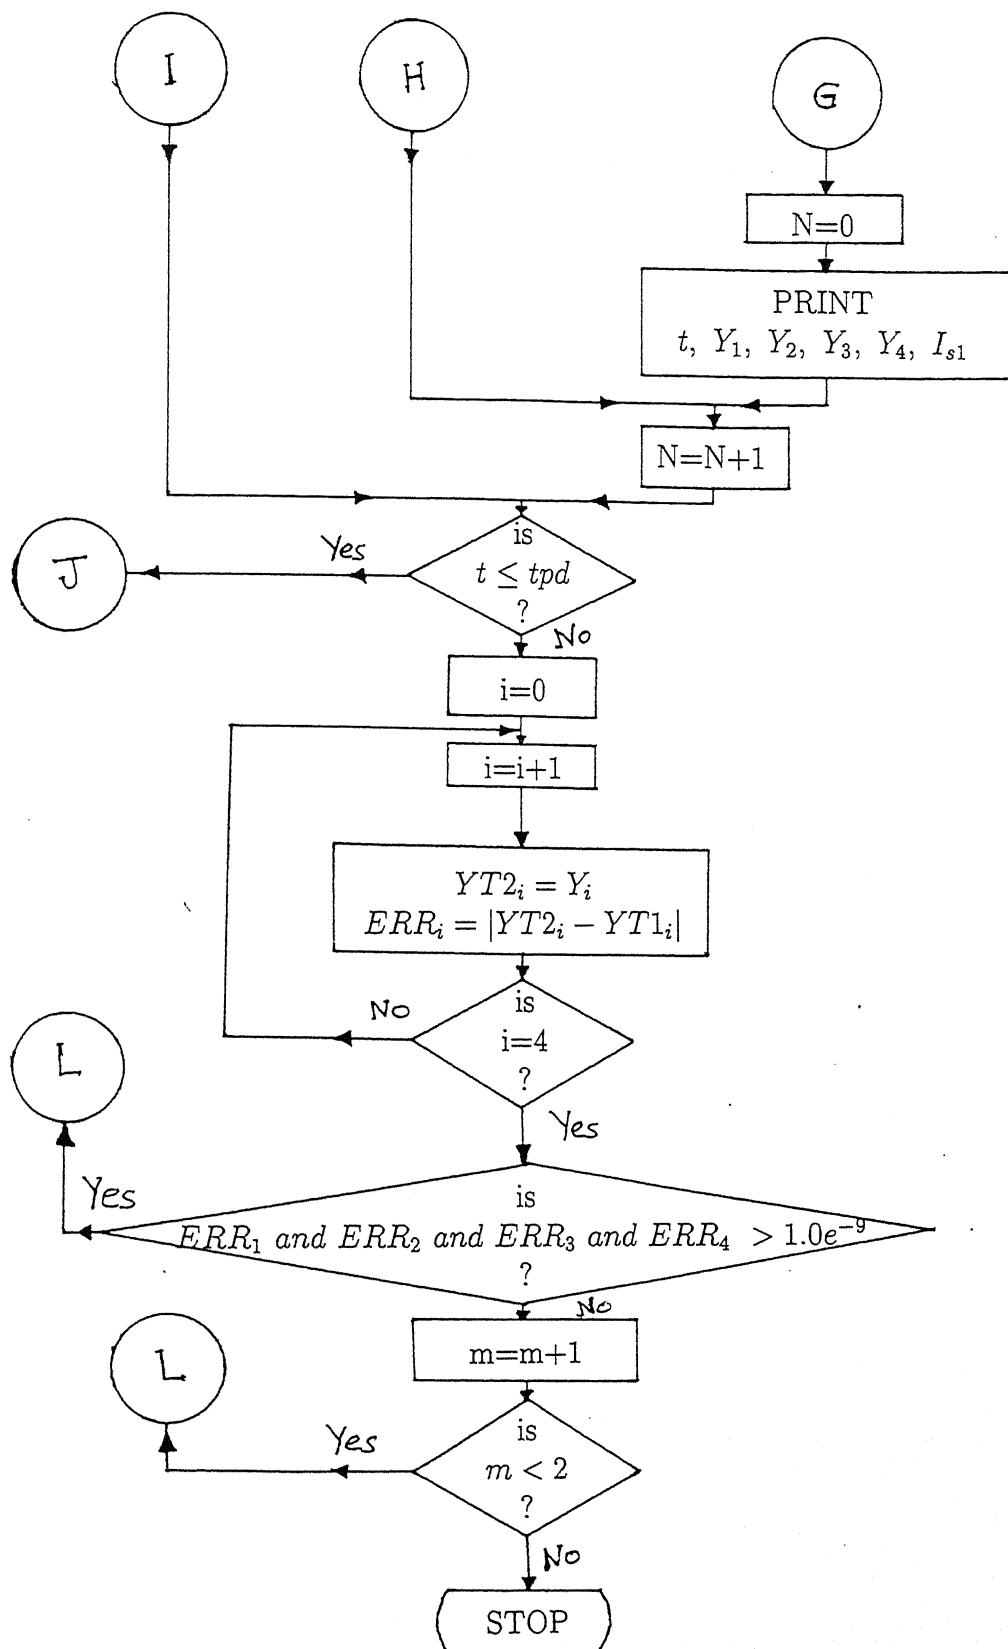 I
H
G
N=0
PRINT
t, Y₁, Y₂, Y₃, Y₄, Iₛ₁
N=N+1
is
t ≤ tpd
?
Yes
J
No
i=0
i=i+1
YT2ᵢ = Yᵢ
ERRᵢ = |YT2ᵢ − YT1ᵢ|
is
i=4
?
No
Yes
L
Yes
is
ERR₁ and ERR₂ and ERR₃ and ERR₄ > 1.0e⁻⁹
?
No
m=m+1
L
Yes
is
m < 2
?
No
STOP